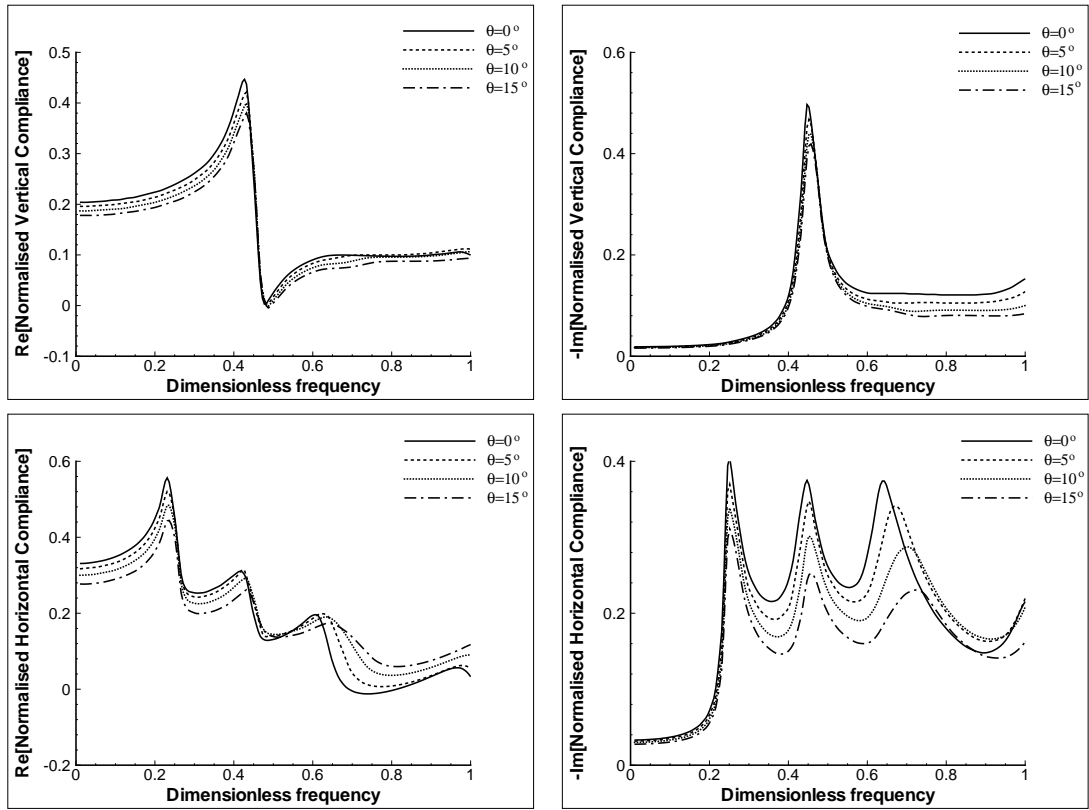 θ=0°
θ=5°
θ=10°
θ=15°
Re[Normalised Vertical Compliance]
0.5
0.4
0.3
0.2
0.1
0
-0.1
0 0.2 0.4 0.6 0.8 1
Dimensionless frequency
θ=0°
θ=5°
θ=10°
θ=15°
-Im[Normalised Vertical Compliance]
0.6
0.4
0.2
0
0 0.2 0.4 0.6 0.8 1
Dimensionless frequency
θ=0°
θ=5°
θ=10°
θ=15°
Re[Normalised Horizontal Compliance]
0.6
0.4
0.2
0
-0.2
0 0.2 0.4 0.6 0.8 1
Dimensionless frequency
θ=0°
θ=5°
θ=10°
θ=15°
-Im[Normalised Horizontal Compliance]
0.4
0.2
0
0 0.2 0.4 0.6 0.8 1
Dimensionless frequency